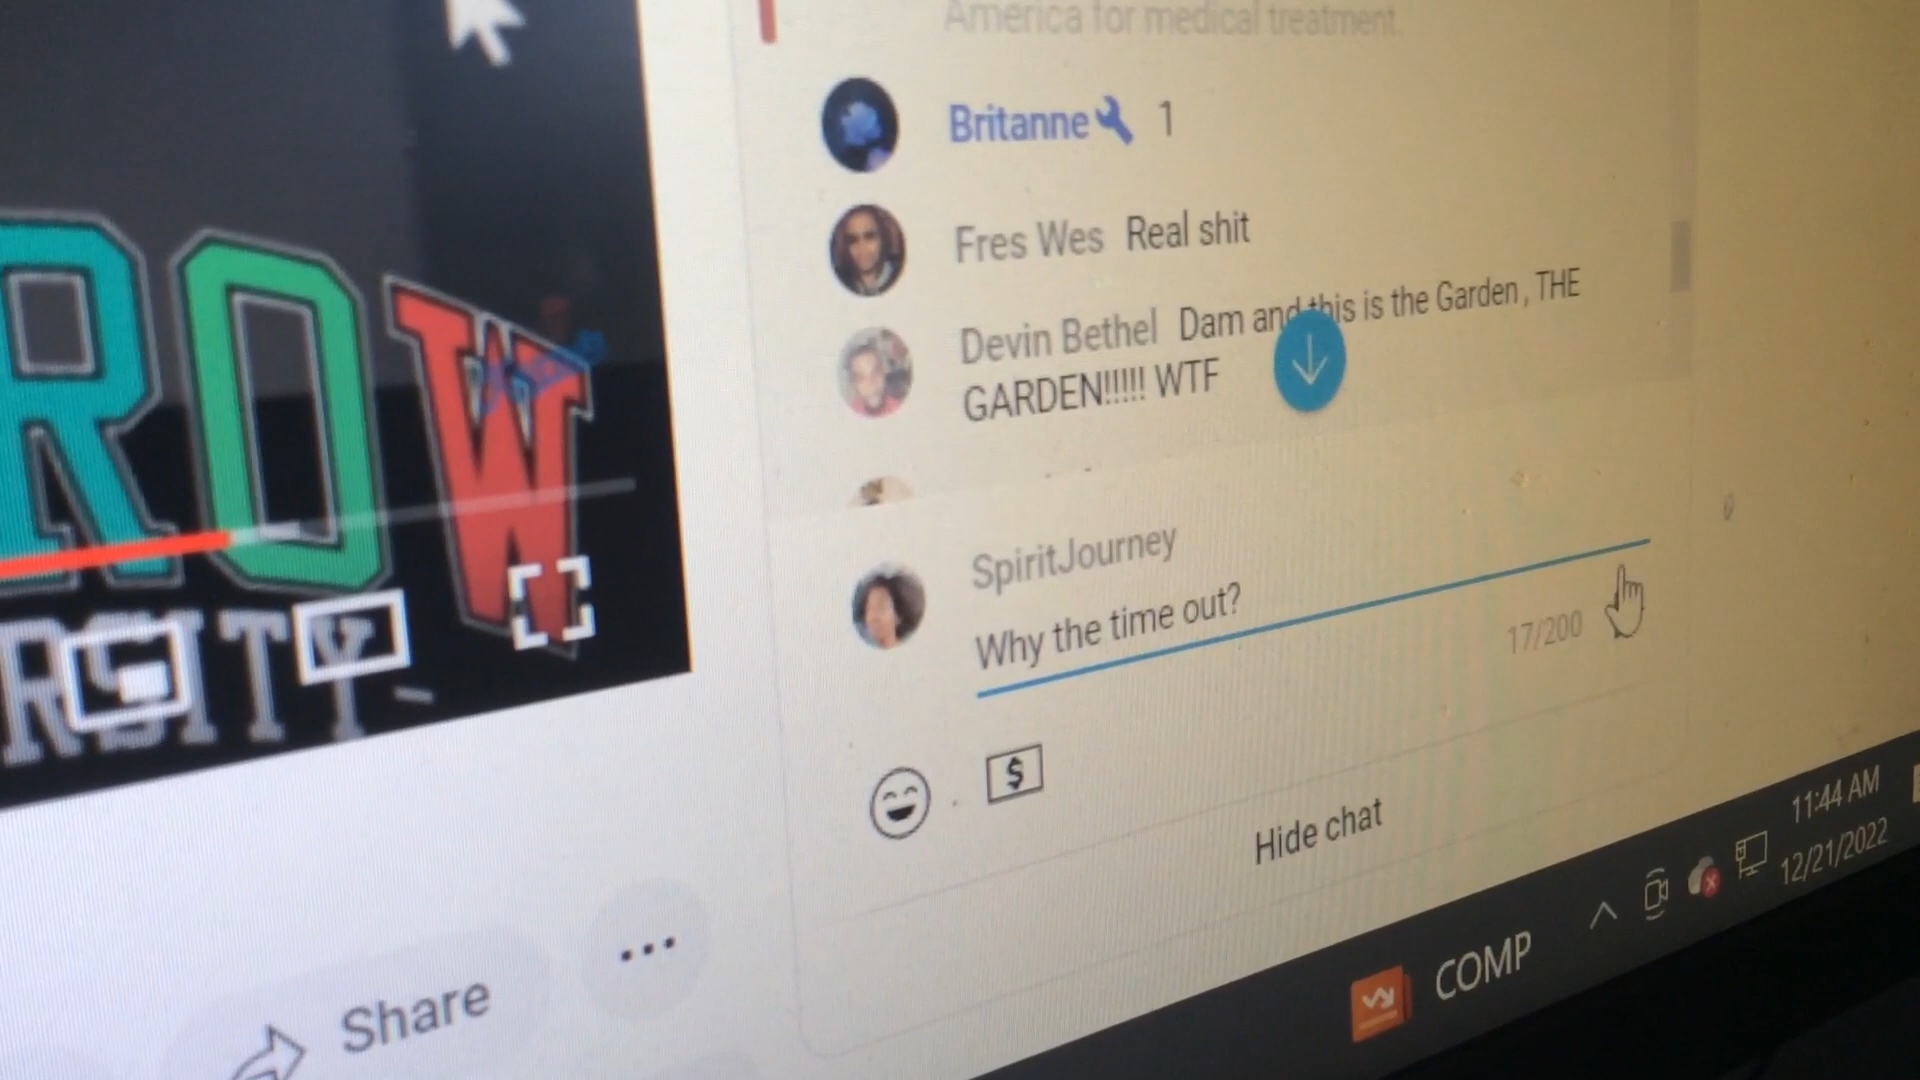 America for medical treatment.
Britanne 1
Fres Wes Real shit
Devin Bethel Dam and this is the Garden, THE
GARDEN!!!!! WTF
SpiritJourney
Why the time out?
17/200
$
Hide chat
ROW
RSITY
Share
11:44 AM
12/21/2022
COMP